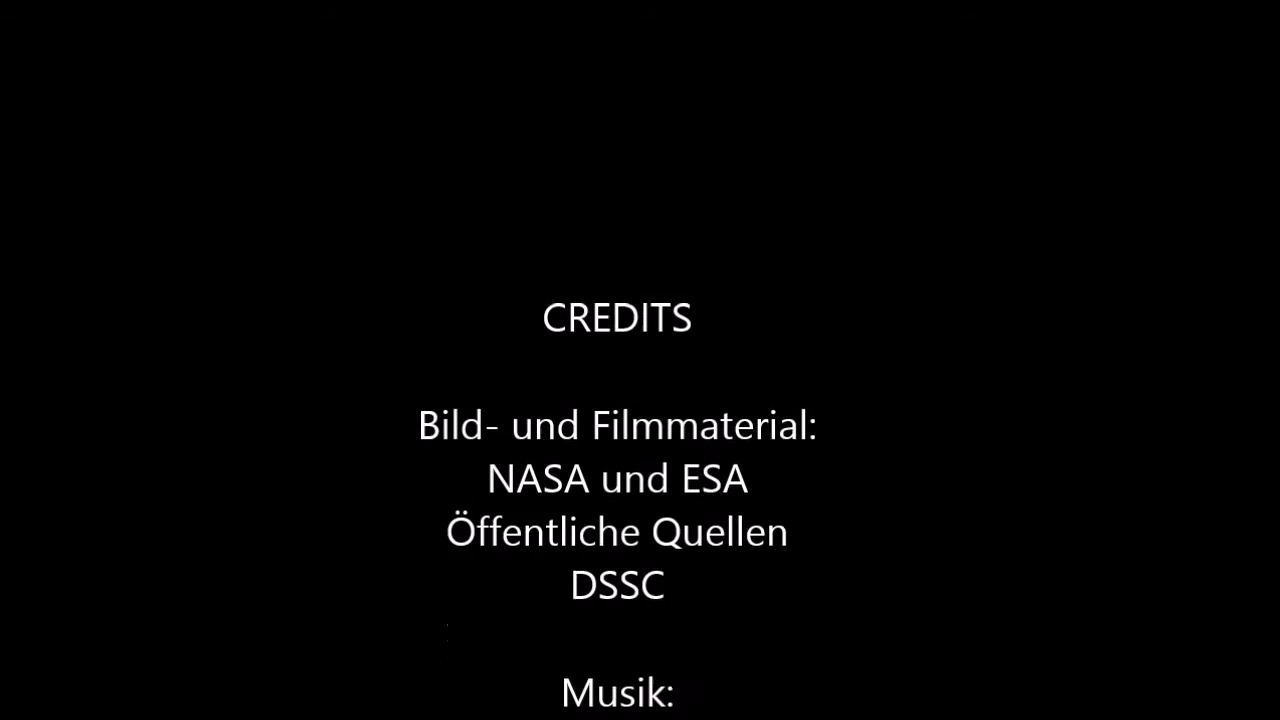 CREDITS
Bild- und Filmmaterial:
NASA und ESA
Öffentliche Quellen
DSSC
Musik: